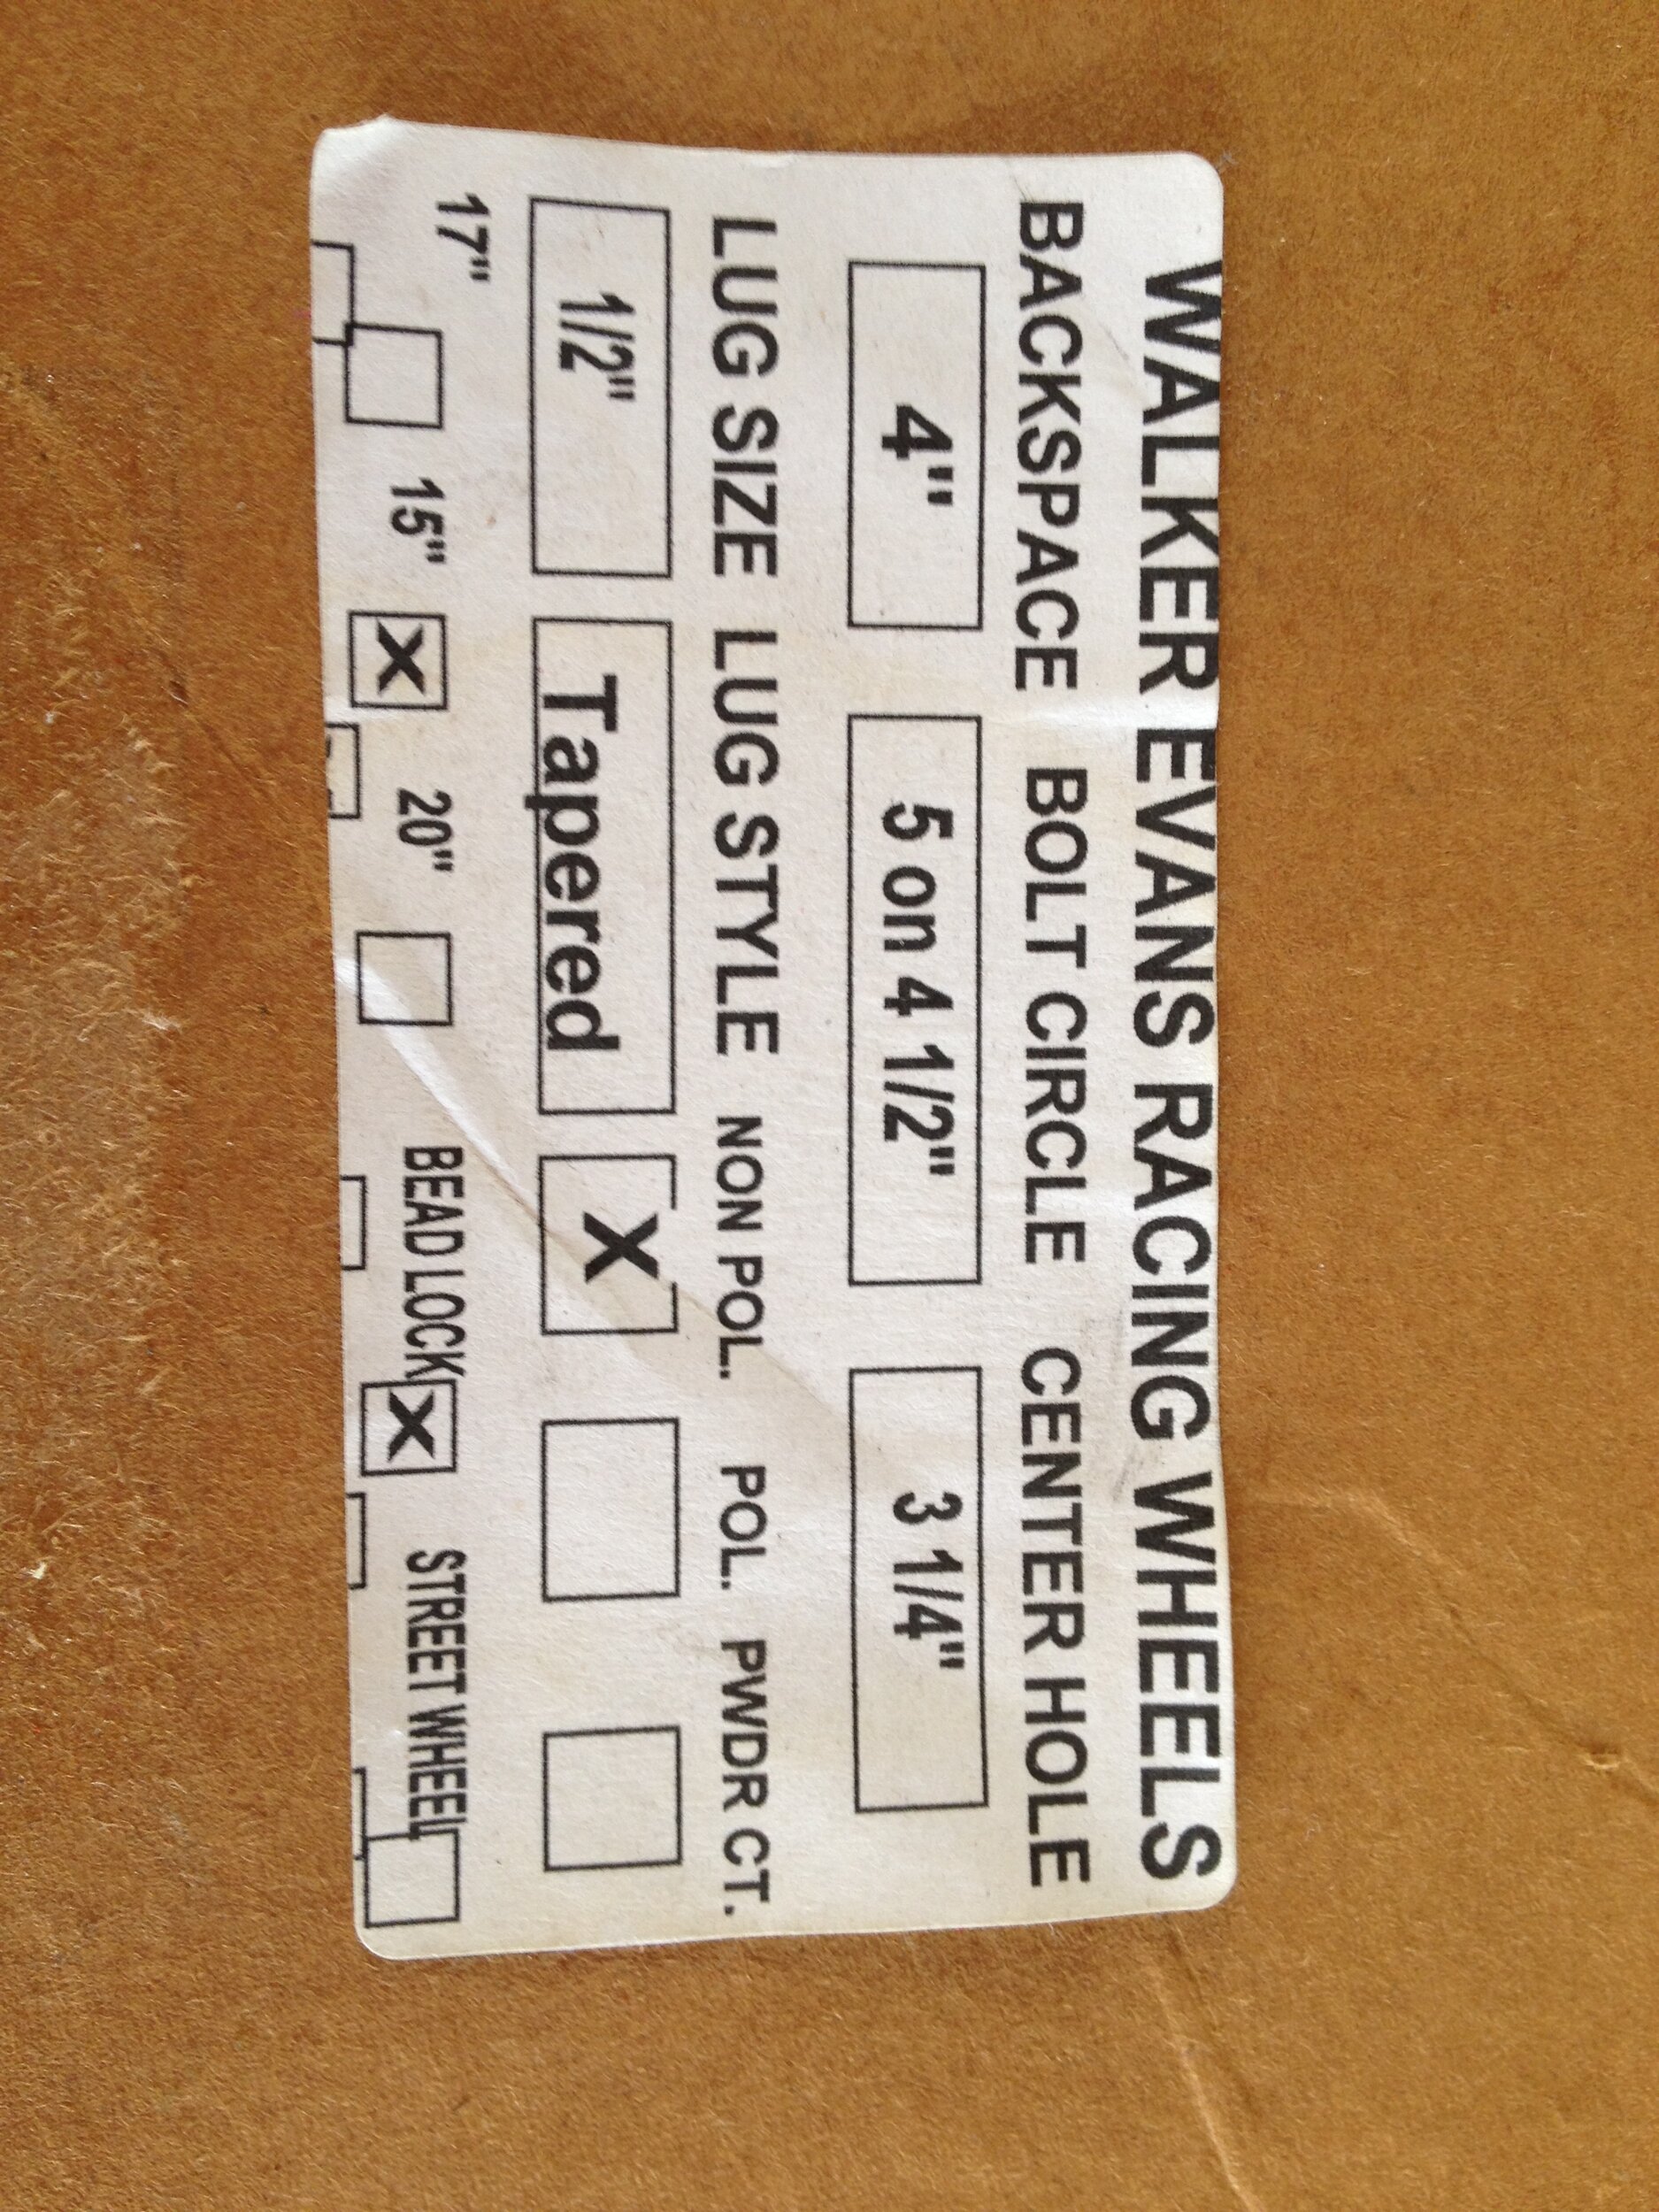 WALKER EVANS RACING WHEELS
BACKSPACE BOLT CIRCLE CENTER HOLE
4" 5 on 4 1/2" 3 1/4"
LUG SIZE LUG STYLE NON POL. POL. PWDR CT.
1/2" Tapered X
17" 15" X 20" BEAD LOCK X STREET WHEEL